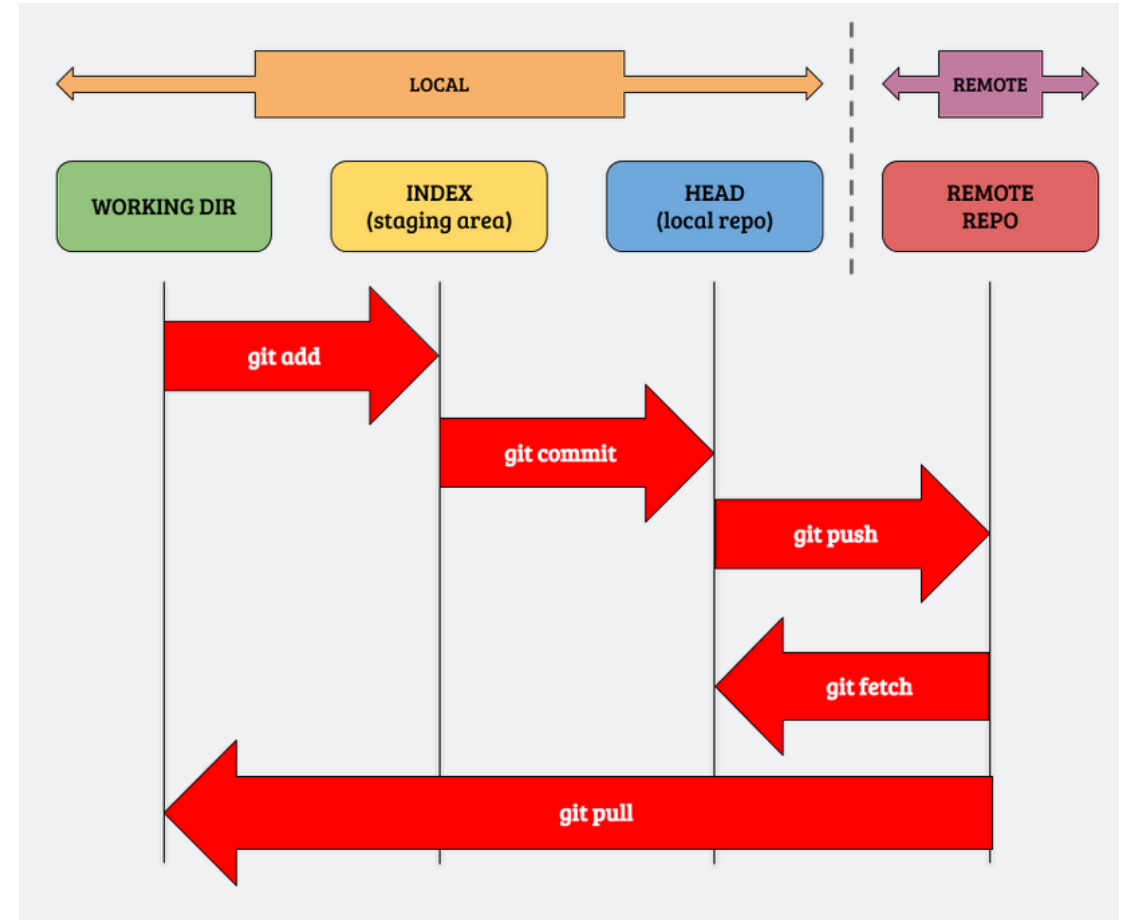 LOCAL
REMOTE
WORKING DIR
INDEX
(staging area)
HEAD
(local repo)
REMOTE
REPO
git add
git commit
git push
git fetch
git pull